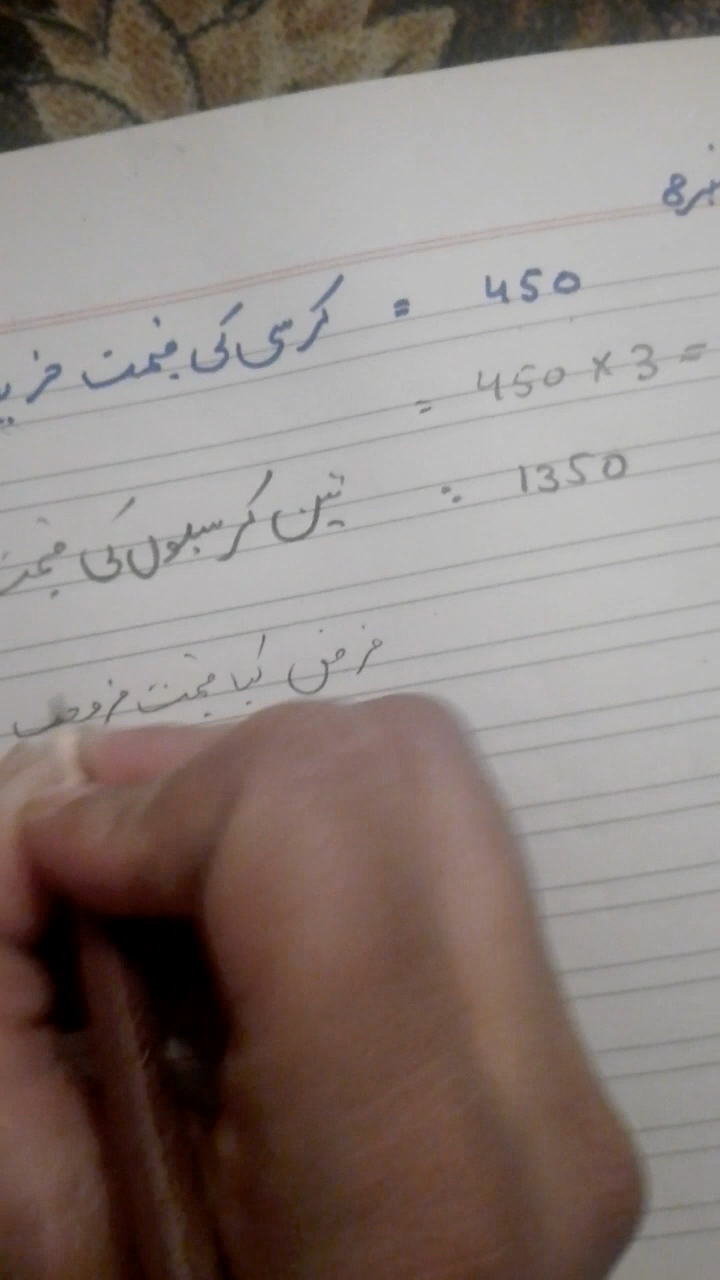 8
450 = کرسی کی قیمت خرید
= 450 × 3 =
1350 : تین کرسیوں کی قیمت
فرض کیا قیمت فروخت